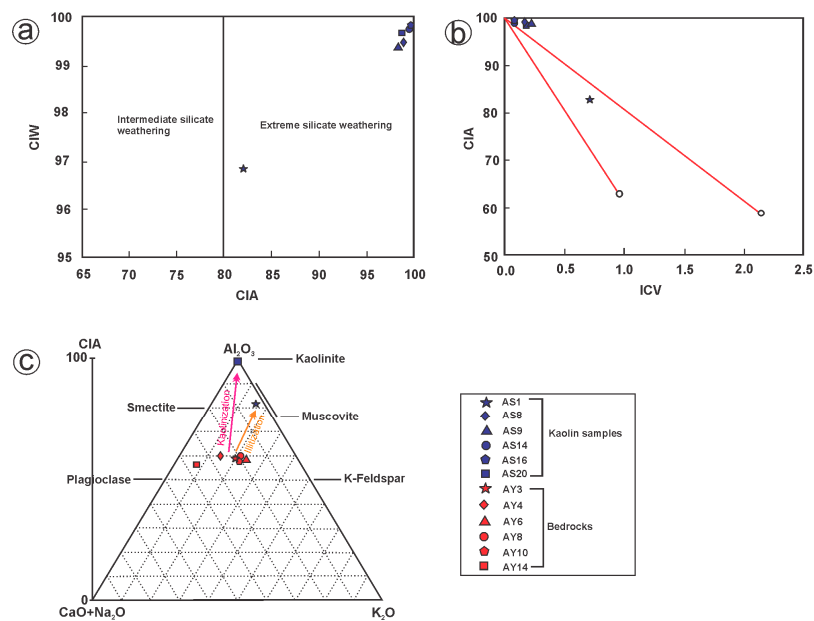 a
100
99
98
97
96
95
CIW
Intermediate silicate
weathering
Extreme silicate weathering
65
70
75
80
85
90
95
100
CIA
b
100
90
80
70
60
50
CIA
0.0
0.5
1.0
1.5
2.0
2.5
ICV
c
CIA
100
0
Al2O3
Kaolinite
Smectite
Muscovite
Plagioclase
K-Feldspar
Kaolinization
Illinization
CaO+Na2O
K2O
AS1
AS8
AS9
AS14
AS16
AS20
Kaolin samples
AY3
AY4
AY6
AY8
AY10
AY14
Bedrocks